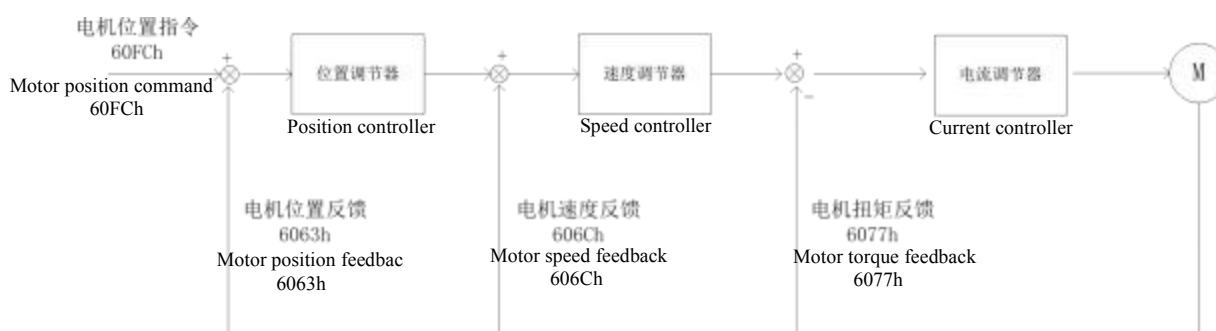 电机位置指令
60FCh
Motor position command
60FCh
+
位置调节器
Position controller
+
速度调节器
Speed controller
+
-
电流调节器
Current controller
M
电机位置反馈
6063h
Motor position feedbac
6063h
电机速度反馈
606Ch
Motor speed feedback
606Ch
电机扭矩反馈
6077h
Motor torque feedback
6077h